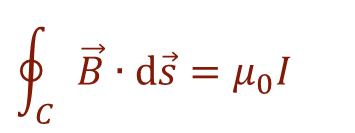 ∮_C B⃗ · ds⃗ = μ₀I